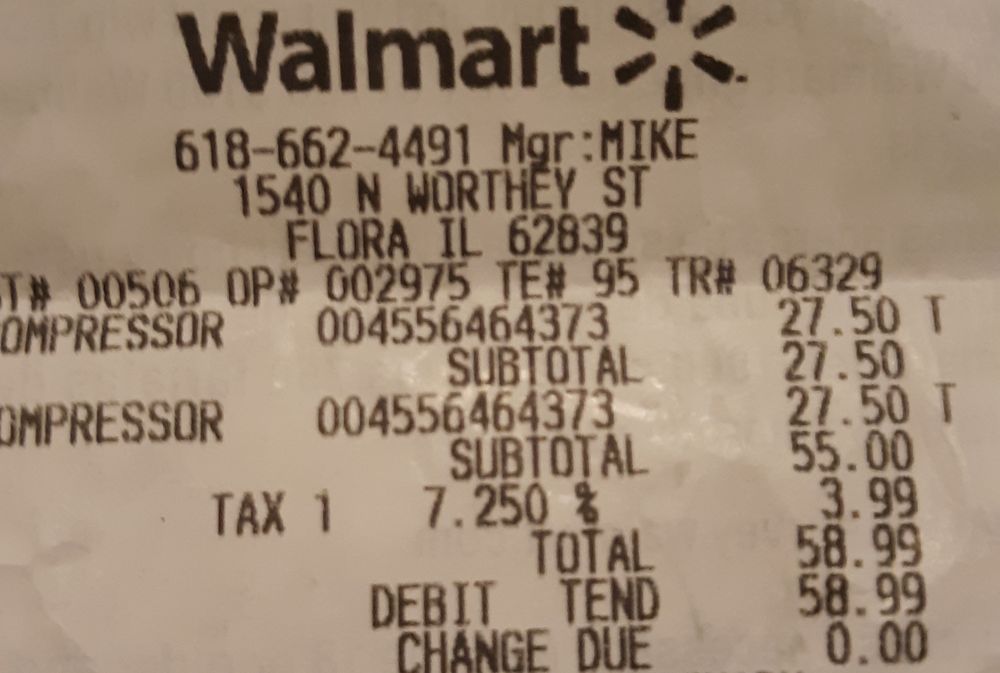 Walmart
618-662-4491 Mgr:MIKE
1540 N WORTHEY ST
FLORA IL 62839
T# 00506 OP# 002975 TE# 95 TR# 06329
OMPRESSOR 004556464373 27.50 T
SUBTOTAL 27.50
OMPRESSOR 004556464373 27.50 T
SUBTOTAL 55.00
TAX 1 7.250 % 3.99
TOTAL 58.99
DEBIT TEND 58.99
CHANGE DUE 0.00